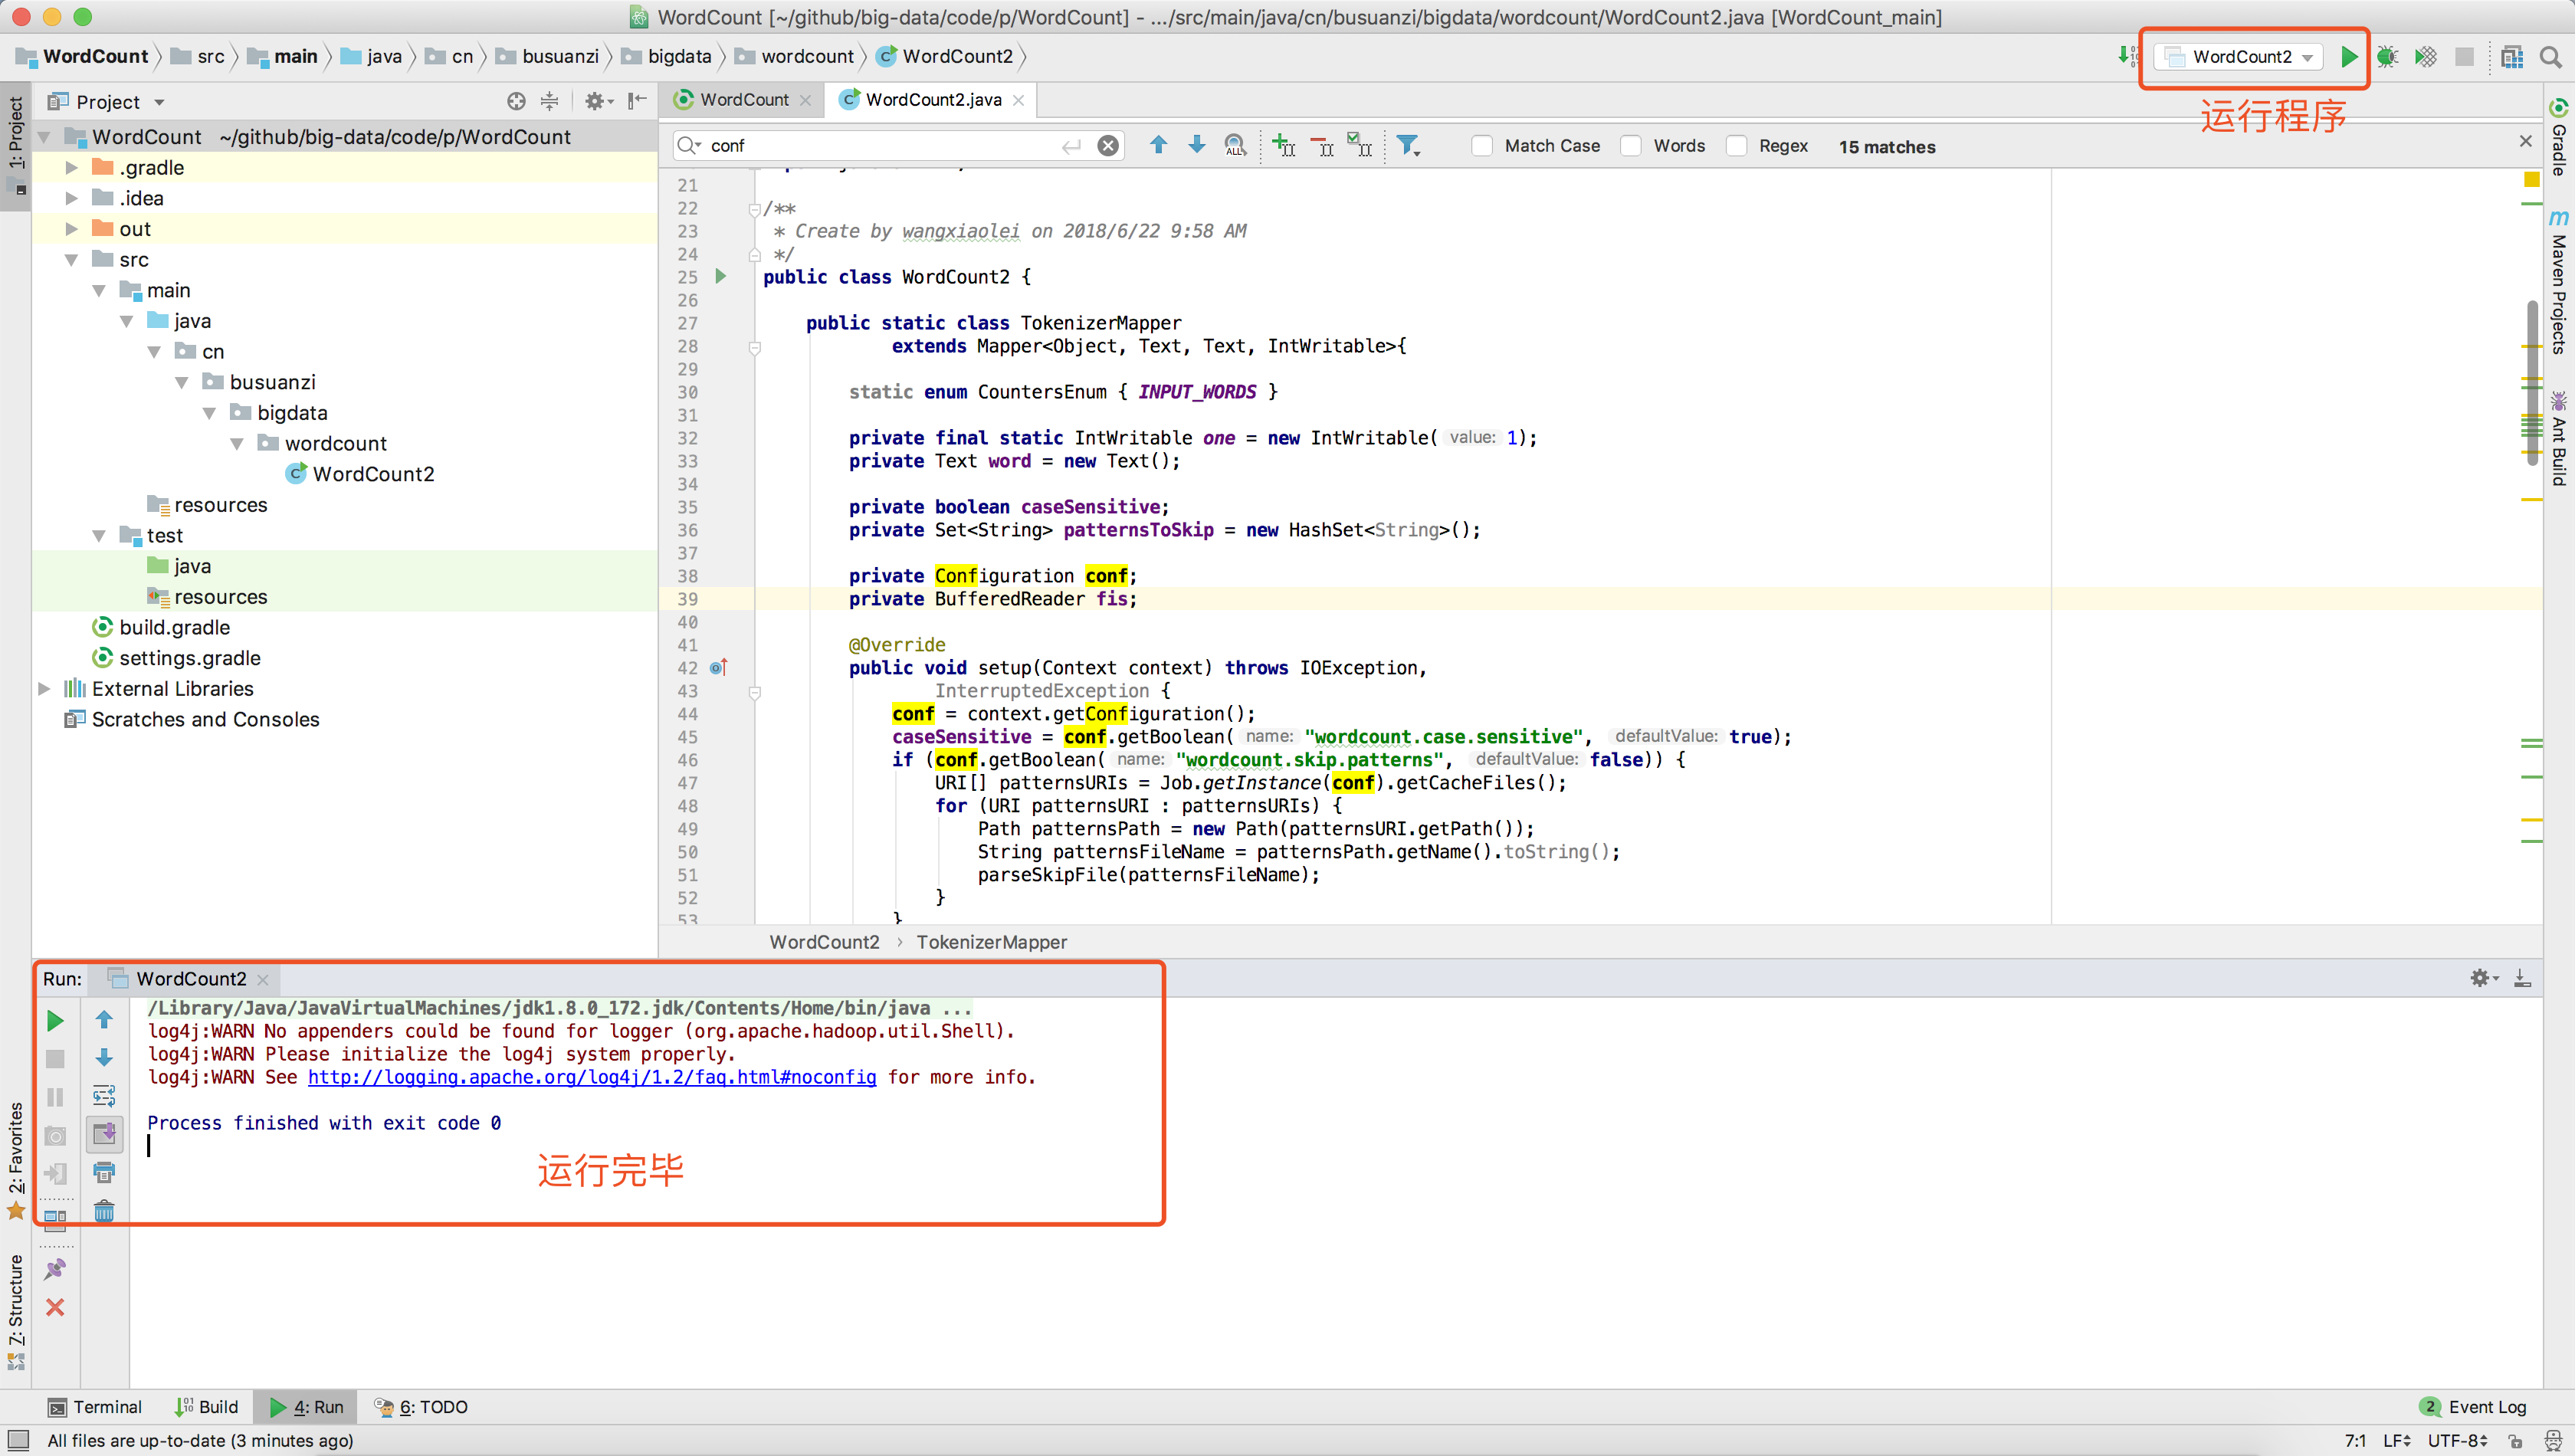 WordCount [~/github/big-data/code/p/WordCount] - .../src/main/java/cn/busuanzi/bigdata/wordcount/WordCount2.java [WordCount_main]
WordCount src main java cn busuanzi bigdata wordcount WordCount2
WordCount2
运行程序
1: Project
Project
WordCount ~/github/big-data/code/p/WordCount
.gradle
.idea
out
src
main
java
cn
busuanzi
bigdata
wordcount
WordCount2
resources
test
java
resources
build.gradle
settings.gradle
External Libraries
Scratches and Consoles
WordCount WordCount2.java
conf Match Case Words Regex 15 matches
21
22 /**
23 * Create by wangxiaolei on 2018/6/22 9:58 AM
24 */
25 public class WordCount2 {
26
27 public static class TokenizerMapper
28 extends Mapper<Object, Text, Text, IntWritable>{
29
30 static enum CountersEnum { INPUT_WORDS }
31
32 private final static IntWritable one = new IntWritable( value: 1);
33 private Text word = new Text();
34
35 private boolean caseSensitive;
36 private Set<String> patternsToSkip = new HashSet<String>();
37
38 private Configuration conf;
39 private BufferedReader fis;
40
41 @Override
42 public void setup(Context context) throws IOException,
43 InterruptedException {
44 conf = context.getConfiguration();
45 caseSensitive = conf.getBoolean( name: "wordcount.case.sensitive", defaultValue: true);
46 if (conf.getBoolean( name: "wordcount.skip.patterns", defaultValue: false)) {
47 URI[] patternsURIs = Job.getInstance(conf).getCacheFiles();
48 for (URI patternsURI : patternsURIs) {
49 Path patternsPath = new Path(patternsURI.getPath());
50 String patternsFileName = patternsPath.getName().toString();
51 parseSkipFile(patternsFileName);
52 }
53 }
WordCount2 › TokenizerMapper
Gradle
Maven Projects
Ant Build
Run: WordCount2
/Library/Java/JavaVirtualMachines/jdk1.8.0_172.jdk/Contents/Home/bin/java ...
log4j:WARN No appenders could be found for logger (org.apache.hadoop.util.Shell).
log4j:WARN Please initialize the log4j system properly.
log4j:WARN See http://logging.apache.org/log4j/1.2/faq.html#noconfig for more info.
Process finished with exit code 0
运行完毕
2: Favorites
Z: Structure
Terminal Build 4: Run 6: TODO 2 Event Log
All files are up-to-date (3 minutes ago) 7:1 LF UTF-8